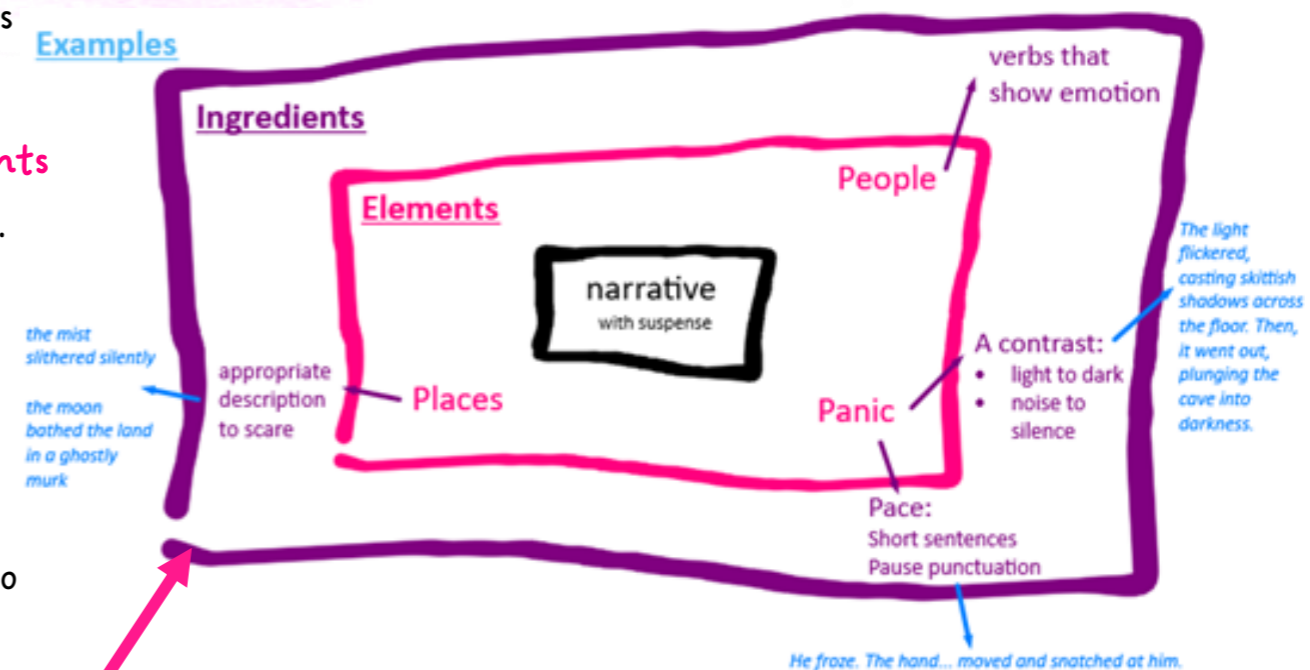 s
Examples
Ingredients
nts
.
Elements
narrative
with suspense
People
verbs that
show emotion
Places
appropriate
description
to scare
the mist
slithered silently
the moon
bathed the land
in a ghostly
murk
Panic
A contrast:
• light to dark
• noise to
silence
The light
flickered,
casting skittish
shadows across
the floor. Then,
it went out,
plunging the
cave into
darkness.
Pace:
Short sentences
Pause punctuation
He froze. The hand... moved and snatched at him.
o